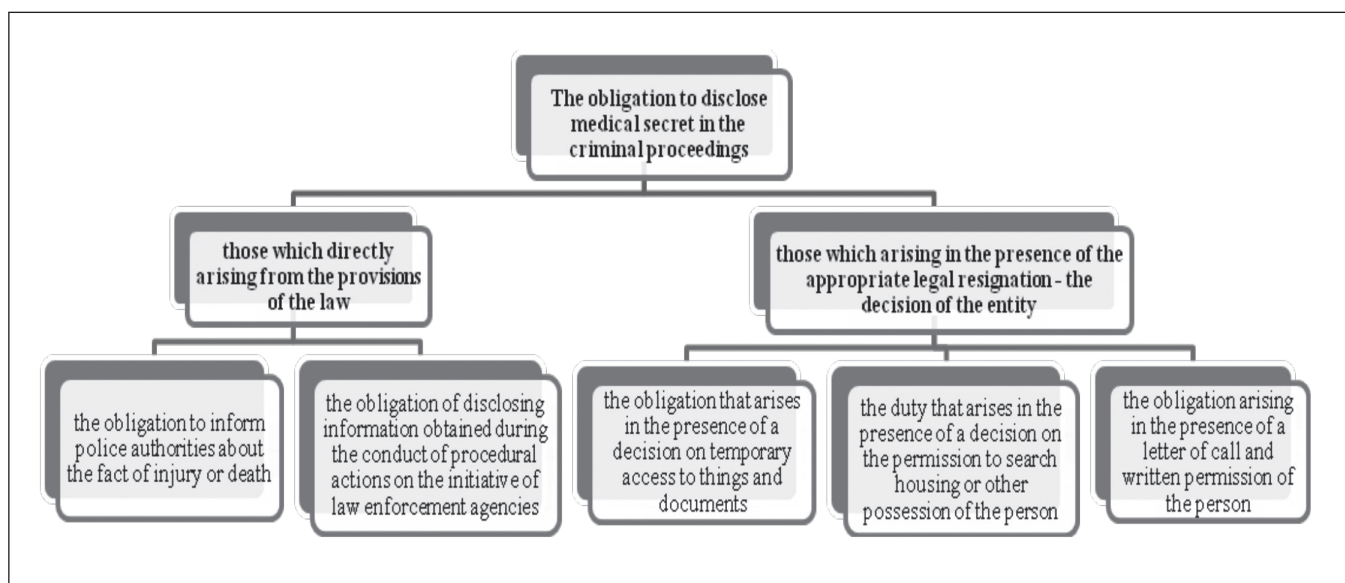 The obligation to disclose
medical secret in the
criminal proceedings
those which directly
arising from the provisions
of the law
those which arising in the presence of the
appropriate legal resignation - the
decision of the entity
the obligation to inform
police authorities about
the fact of injury or death
the obligation of disclosing
information obtained during
the conduct of procedural
actions on the initiative of
law enforcement agencies
the obligation that arises
in the presence of a
decision on temporary
access to things and
documents
the duty that arises in the
presence of a decision on
the permission to search
housing or other
possession of the person
the obligation arising
in the presence of a
letter of call and
written permission of
the person